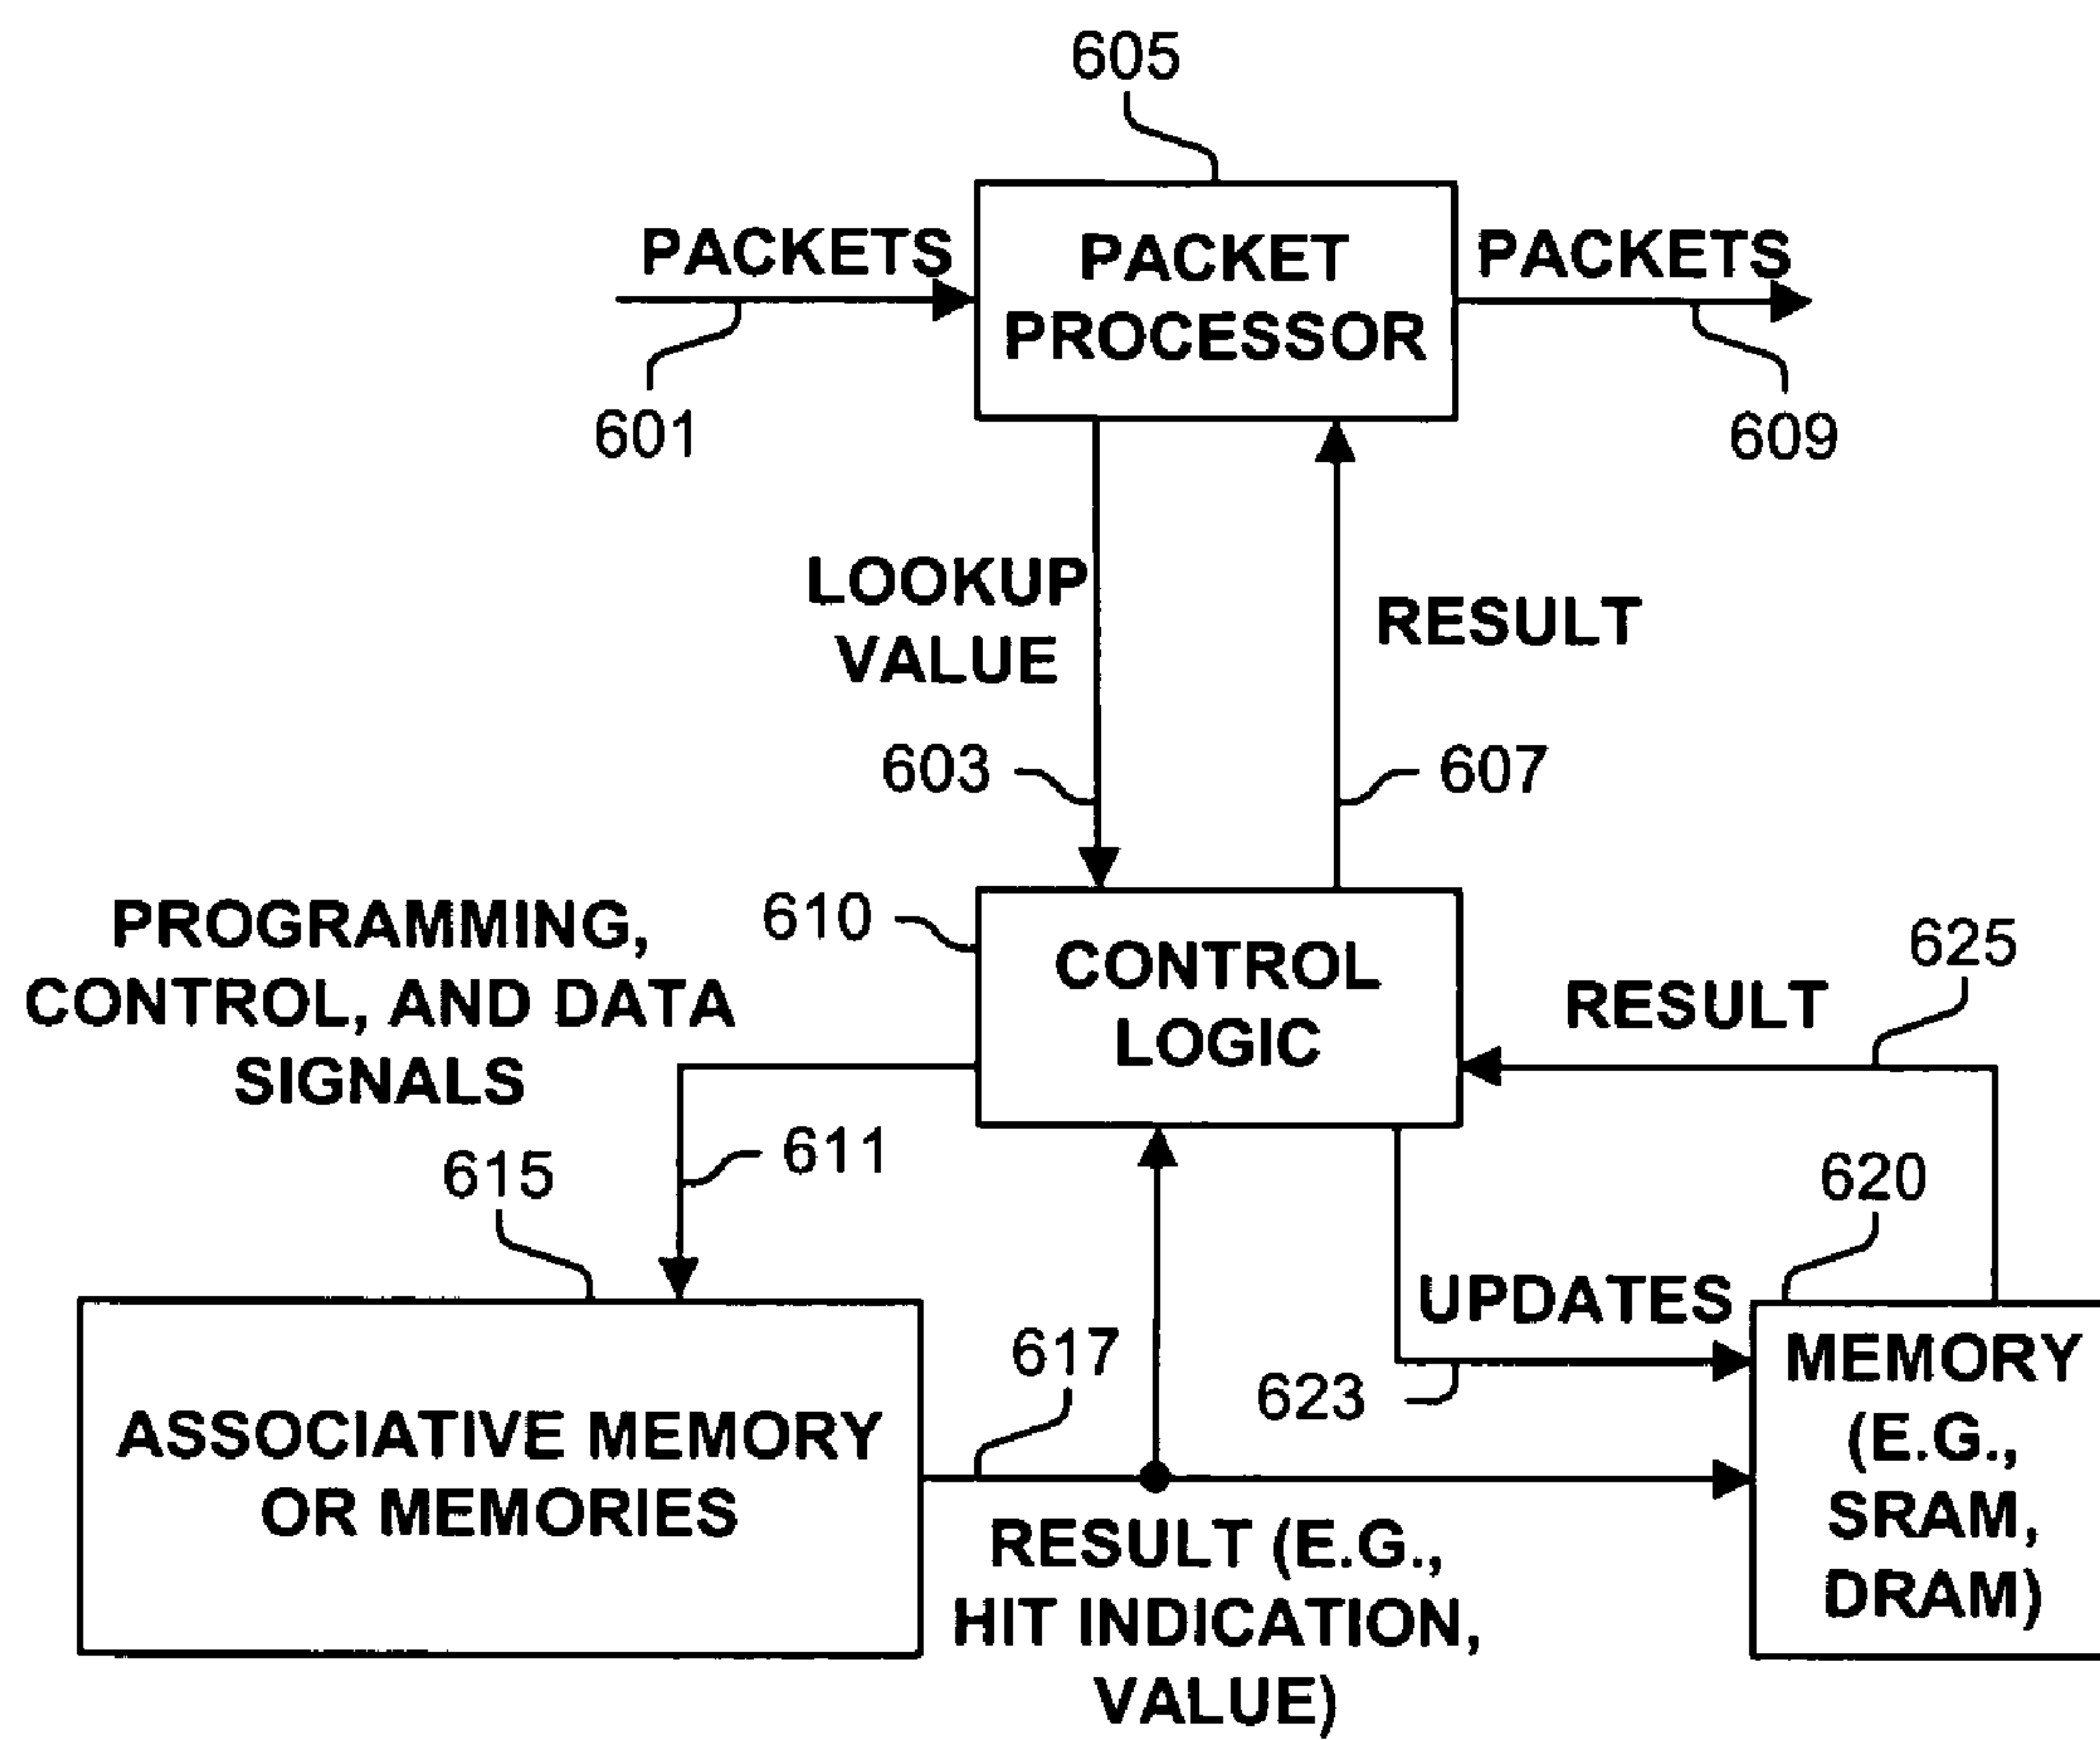 605
PACKETS
PACKET
PROCESSOR
PACKETS
601
609
LOOKUP
VALUE
RESULT
603
607
PROGRAMMING,
CONTROL, AND DATA
SIGNALS
610
CONTROL
LOGIC
625
RESULT
611
615
620
UPDATES
617
623
ASSOCIATIVE MEMORY
OR MEMORIES
MEMORY
(E.G.,
SRAM,
DRAM)
RESULT (E.G.,
HIT INDICATION,
VALUE)